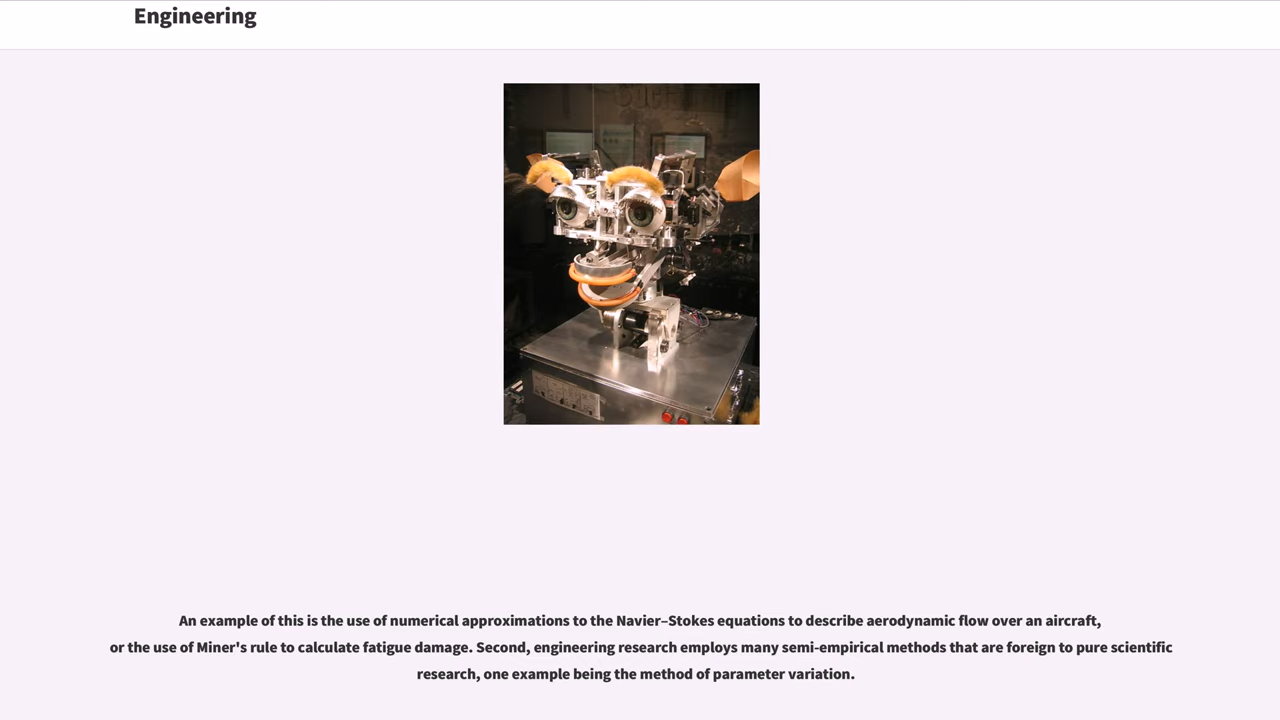 Engineering
An example of this is the use of numerical approximations to the Navier–Stokes equations to describe aerodynamic flow over an aircraft,
or the use of Miner's rule to calculate fatigue damage. Second, engineering research employs many semi-empirical methods that are foreign to pure scientific
research, one example being the method of parameter variation.